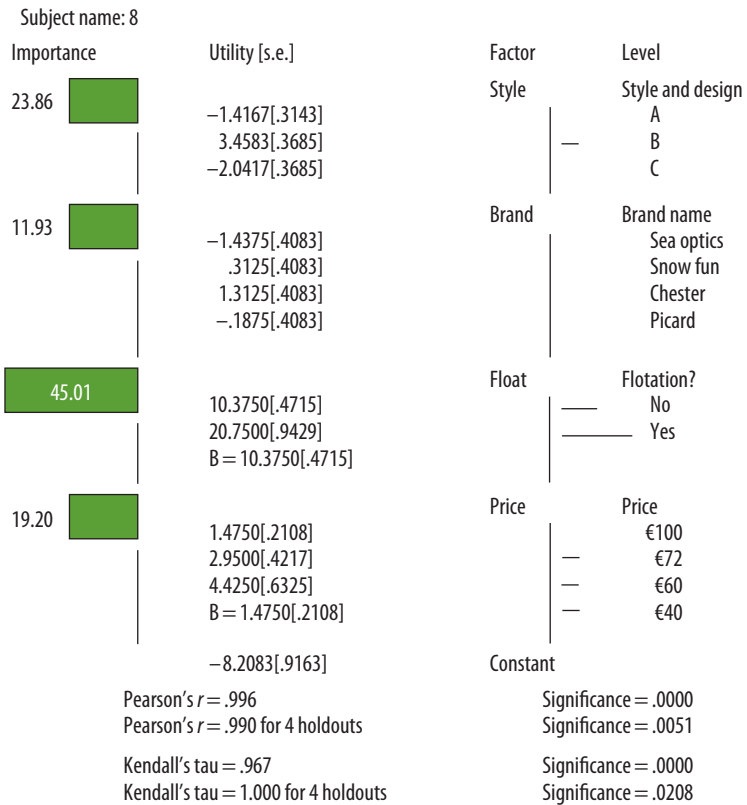 Subject name: 8
Importance Utility [s.e.] Factor Level
23.86 Style Style and design
–1.4167[.3143] A
3.4583[.3685] B
–2.0417[.3685] C
11.93 Brand Brand name
–1.4375[.4083] Sea optics
.3125[.4083] Snow fun
1.3125[.4083] Chester
–.1875[.4083] Picard
45.01 Float Flotation?
10.3750[.4715] No
20.7500[.9429] Yes
B = 10.3750[.4715]
19.20 Price Price
1.4750[.2108] €100
2.9500[.4217] €72
4.4250[.6325] €60
B = 1.4750[.2108] €40
–8.2083[.9163] Constant
Pearson's r = .996 Significance = .0000
Pearson's r = .990 for 4 holdouts Significance = .0051
Kendall's tau = .967 Significance = .0000
Kendall's tau = 1.000 for 4 holdouts Significance = .0208